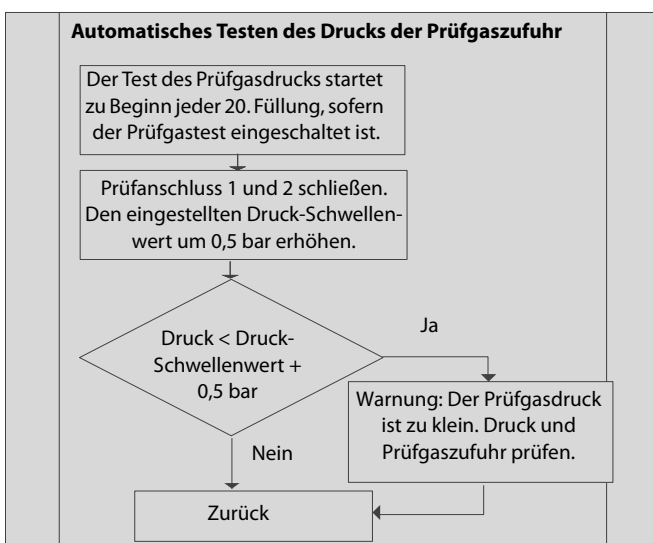 Automatisches Testen des Drucks der Prüfgaszufuhr
Der Test des Prüfgasdrucks startet
zu Beginn jeder 20. Füllung, sofern
der Prüfgastest eingeschaltet ist.
Prüfanschluss 1 und 2 schließen.
Den eingestellten Druck-Schwellen-
wert um 0,5 bar erhöhen.
Druck < Druck-
Schwellenwert +
0,5 bar
Ja
Warnung: Der Prüfgasdruck
ist zu klein. Druck und
Prüfgaszufuhr prüfen.
Nein
Zurück